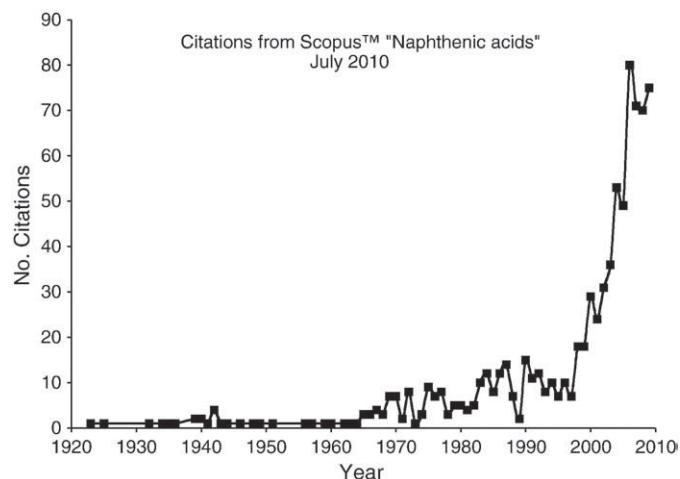 Citations from Scopus™ "Naphthenic acids"
July 2010
No. Citations
90
80
70
60
50
40
30
20
10
0
1920 1930 1940 1950 1960 1970 1980 1990 2000 2010
Year